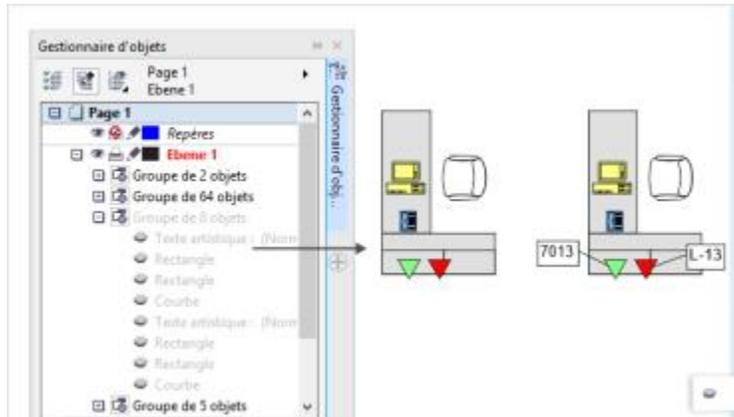 Gestionnaire d'objets
Page 1
Ebene 1
Page 1
Repères
Ebene 1
Groupe de 2 objets
Groupe de 64 objets
Groupe de 8 objets
Texte artistique : (Norm
Rectangle
Rectangle
Courbe
Texte artistique : (Norm
Rectangle
Rectangle
Courbe
Groupe de 5 objets
Gestionnaire d'obj...
7013
L-13